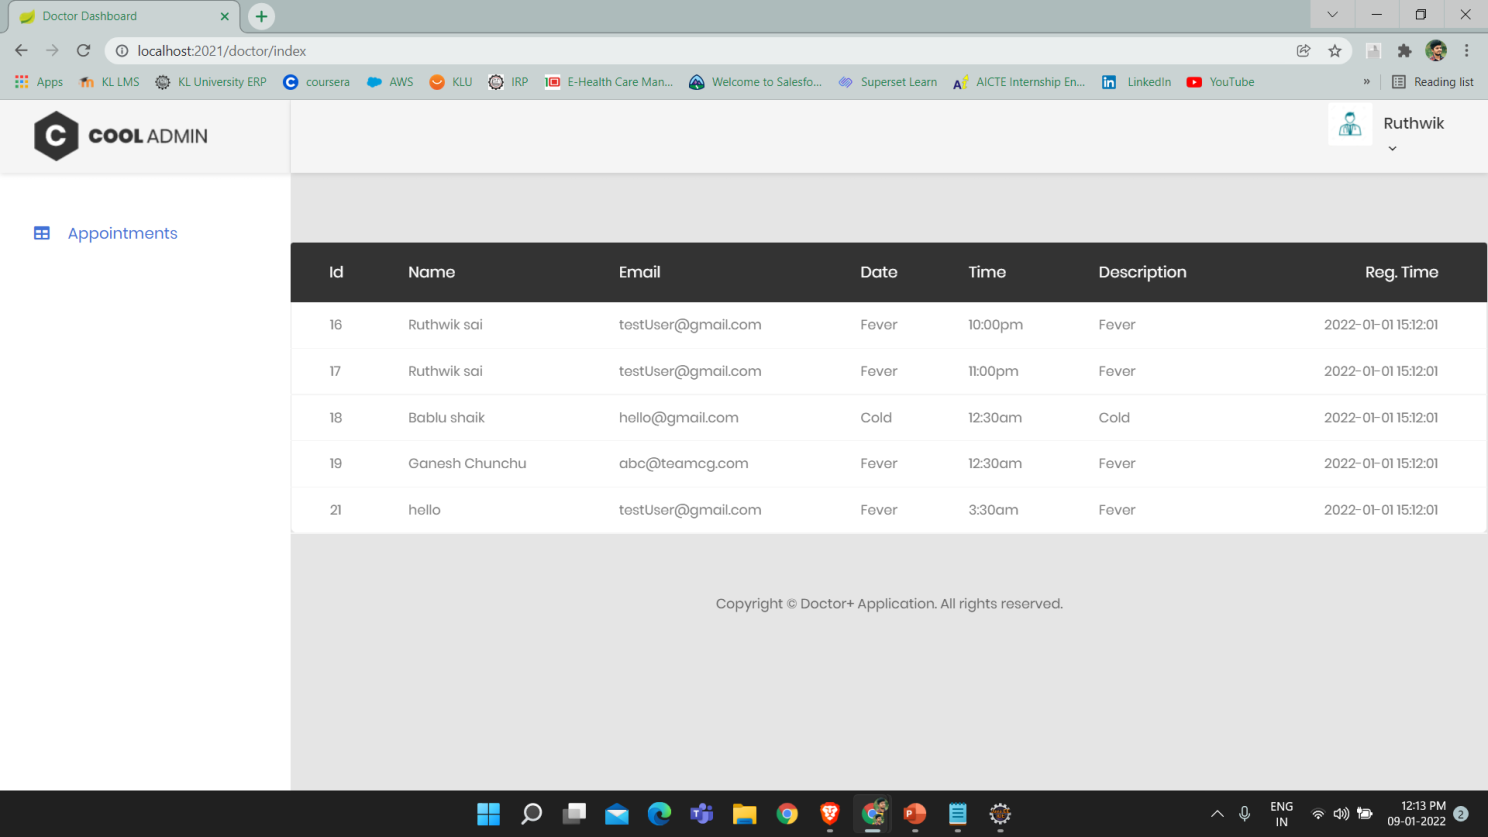 Doctor Dashboard
localhost:2021/doctor/index
Apps KL LMS KL University ERP coursera AWS KLU IRP E-Health Care Man... Welcome to Salesfo... Superset Learn AICTE Internship En... LinkedIn YouTube » Reading list
COOL ADMIN
Ruthwik
Appointments
Id Name Email Date Time Description Reg. Time
16 Ruthwik sai testUser@gmail.com Fever 10:00pm Fever 2022-01-01 15:12:01
17 Ruthwik sai testUser@gmail.com Fever 11:00pm Fever 2022-01-01 15:12:01
18 Bablu shaik hello@gmail.com Cold 12:30am Cold 2022-01-01 15:12:01
19 Ganesh Chunchu abc@teamcg.com Fever 12:30am Fever 2022-01-01 15:12:01
21 hello testUser@gmail.com Fever 3:30am Fever 2022-01-01 15:12:01
Copyright © Doctor+ Application. All rights reserved.
ENG 12:13 PM
IN 09-01-2022 2